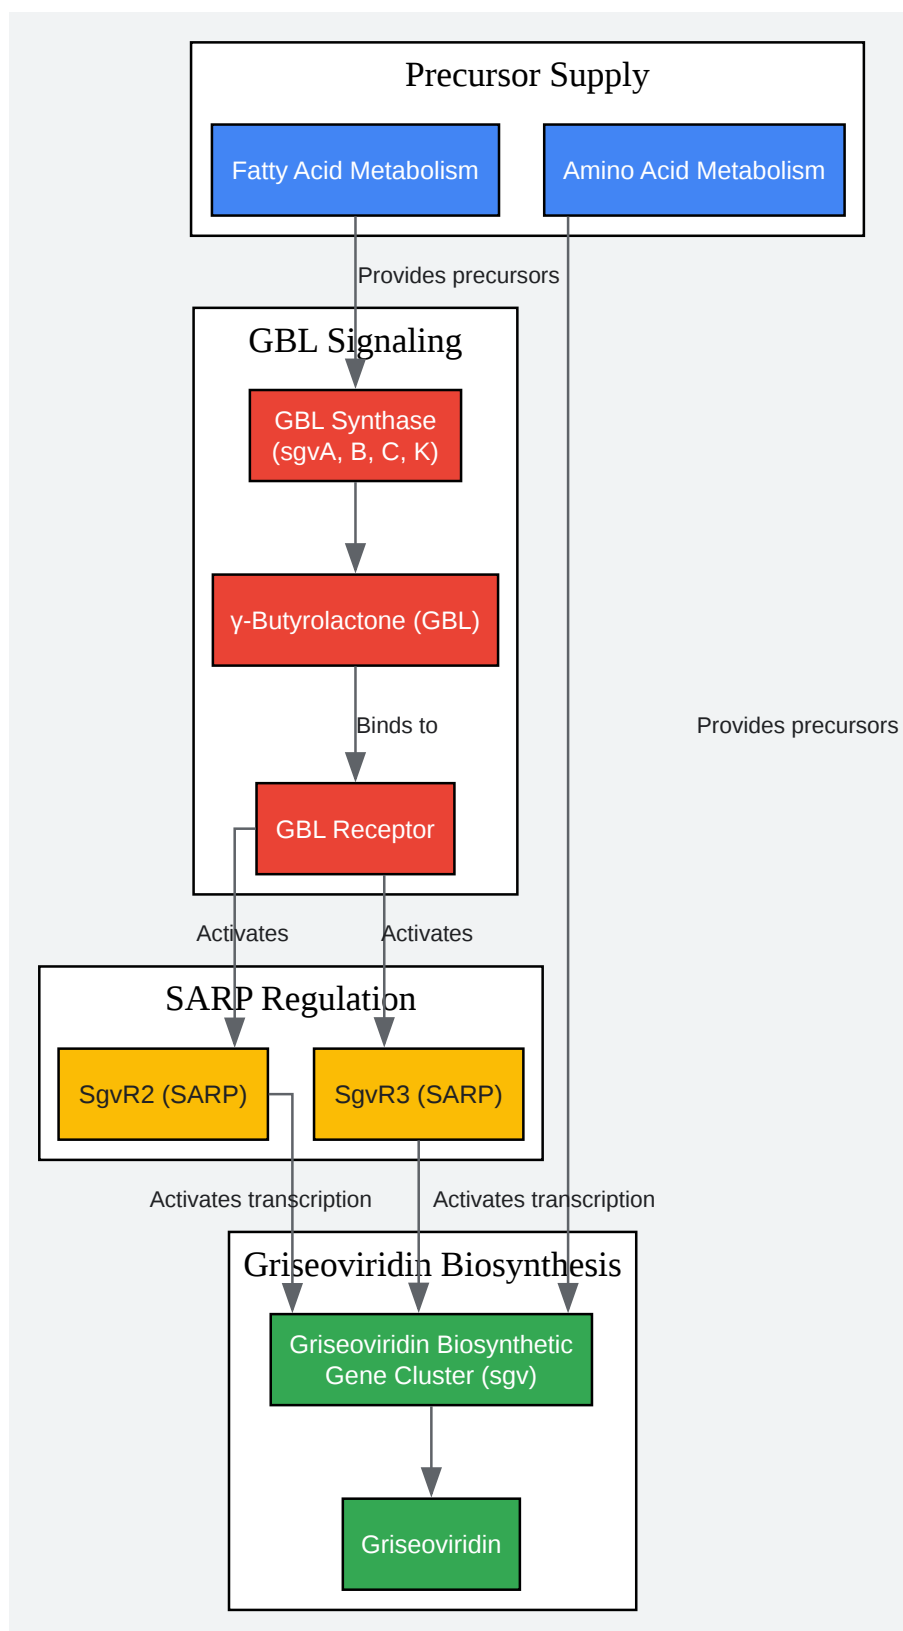 Precursor Supply
Fatty Acid Metabolism
Amino Acid Metabolism
Provides precursors
GBL Signaling
GBL Synthase
(sgvA, B, C, K)
γ-Butyrolactone (GBL)
Binds to
Provides precursors
GBL Receptor
Activates
Activates
SARP Regulation
SgvR2 (SARP)
SgvR3 (SARP)
Activates transcription
Activates transcription
Griseoviridin Biosynthesis
Griseoviridin Biosynthetic
Gene Cluster (sgv)
Griseoviridin